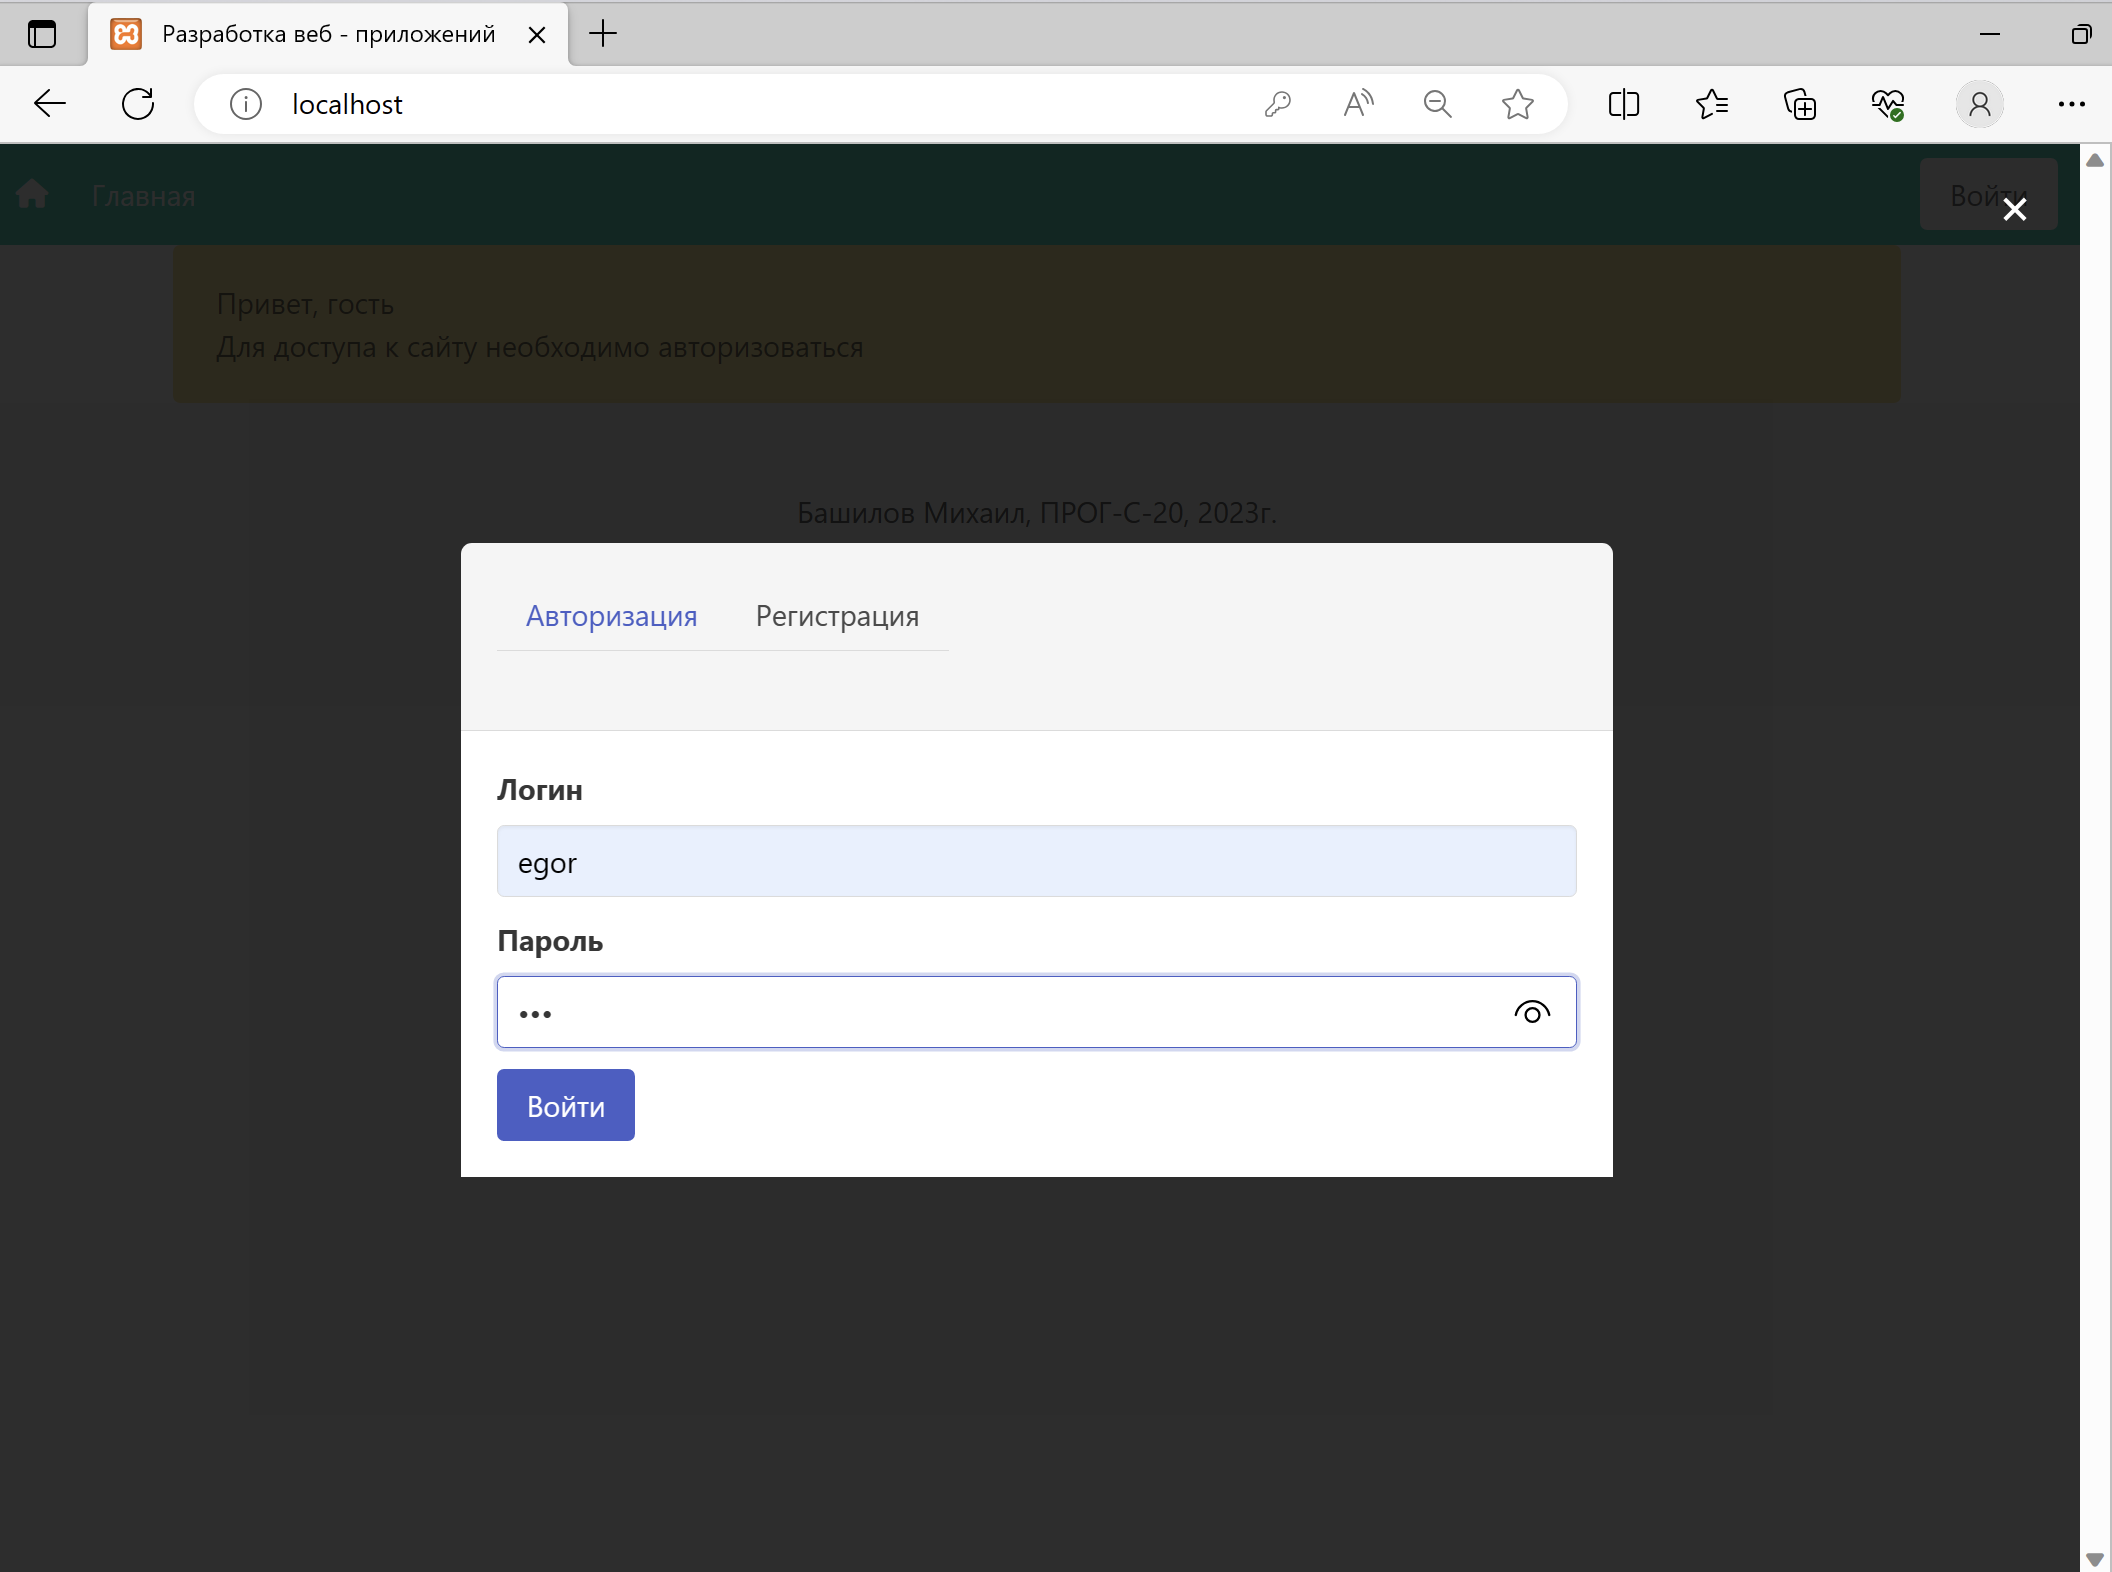 Разработка веб - приложений
localhost
Главная
Войти
Привет, гость
Для доступа к сайту необходимо авторизоваться
Башилов Михаил, ПРОГ-С-20, 2023г.
Авторизация Регистрация
Логин
egor
Пароль
Войти